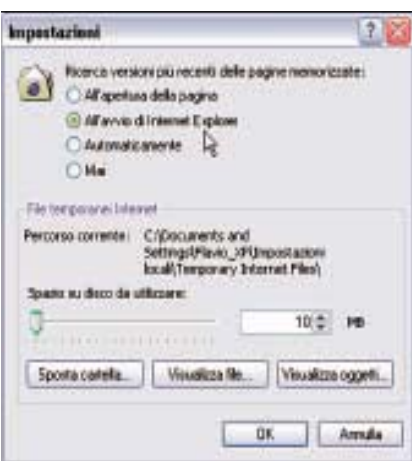 Impostazioni
Ricerca versioni più recenti delle pagine memorizzate:
All'apertura della pagina
All'avvio di Internet Explorer
Automaticamente
Mai
File temporanei Internet
Percorso corrente: C:\Documents and
Settings\Flavio_XP\Impostazioni
locali\Temporary Internet Files\
Spazio su disco da utilizzare:
10 MB
Sposta cartella... Visualizza file... Visualizza oggetti...
OK Annulla